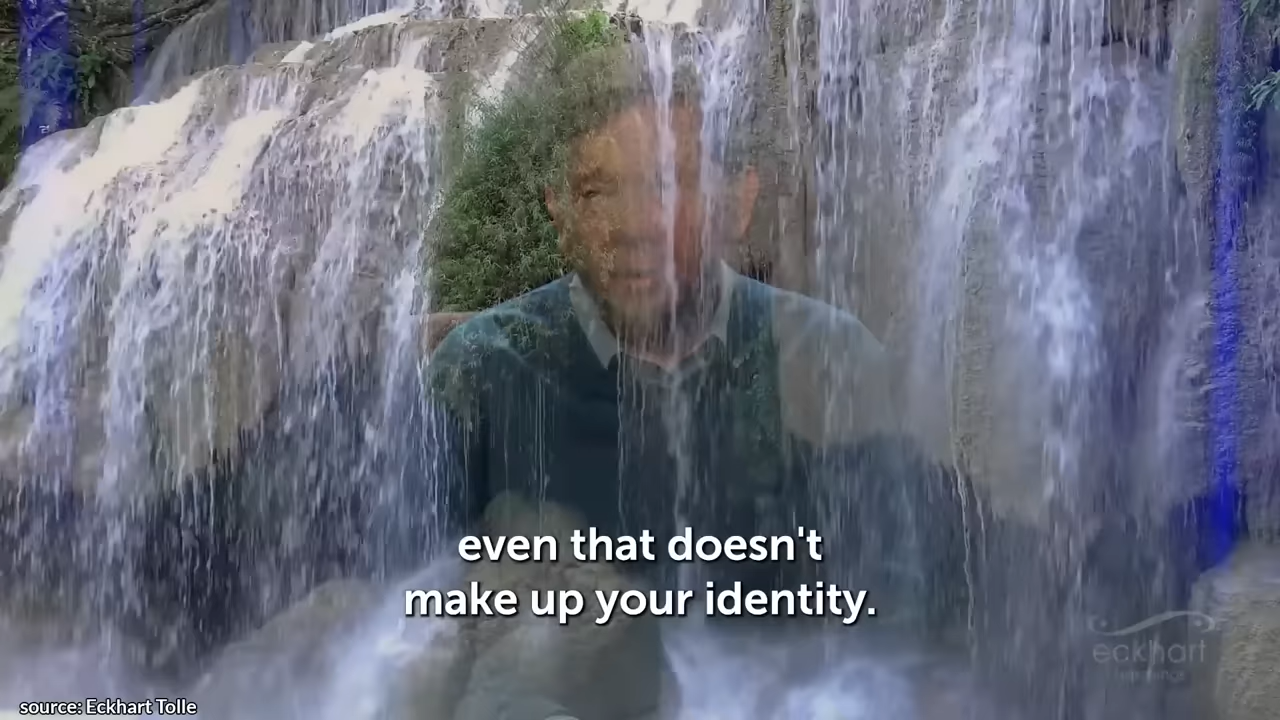 even that doesn't
make up your identity.
eckhart
source: Eckhart Tolle